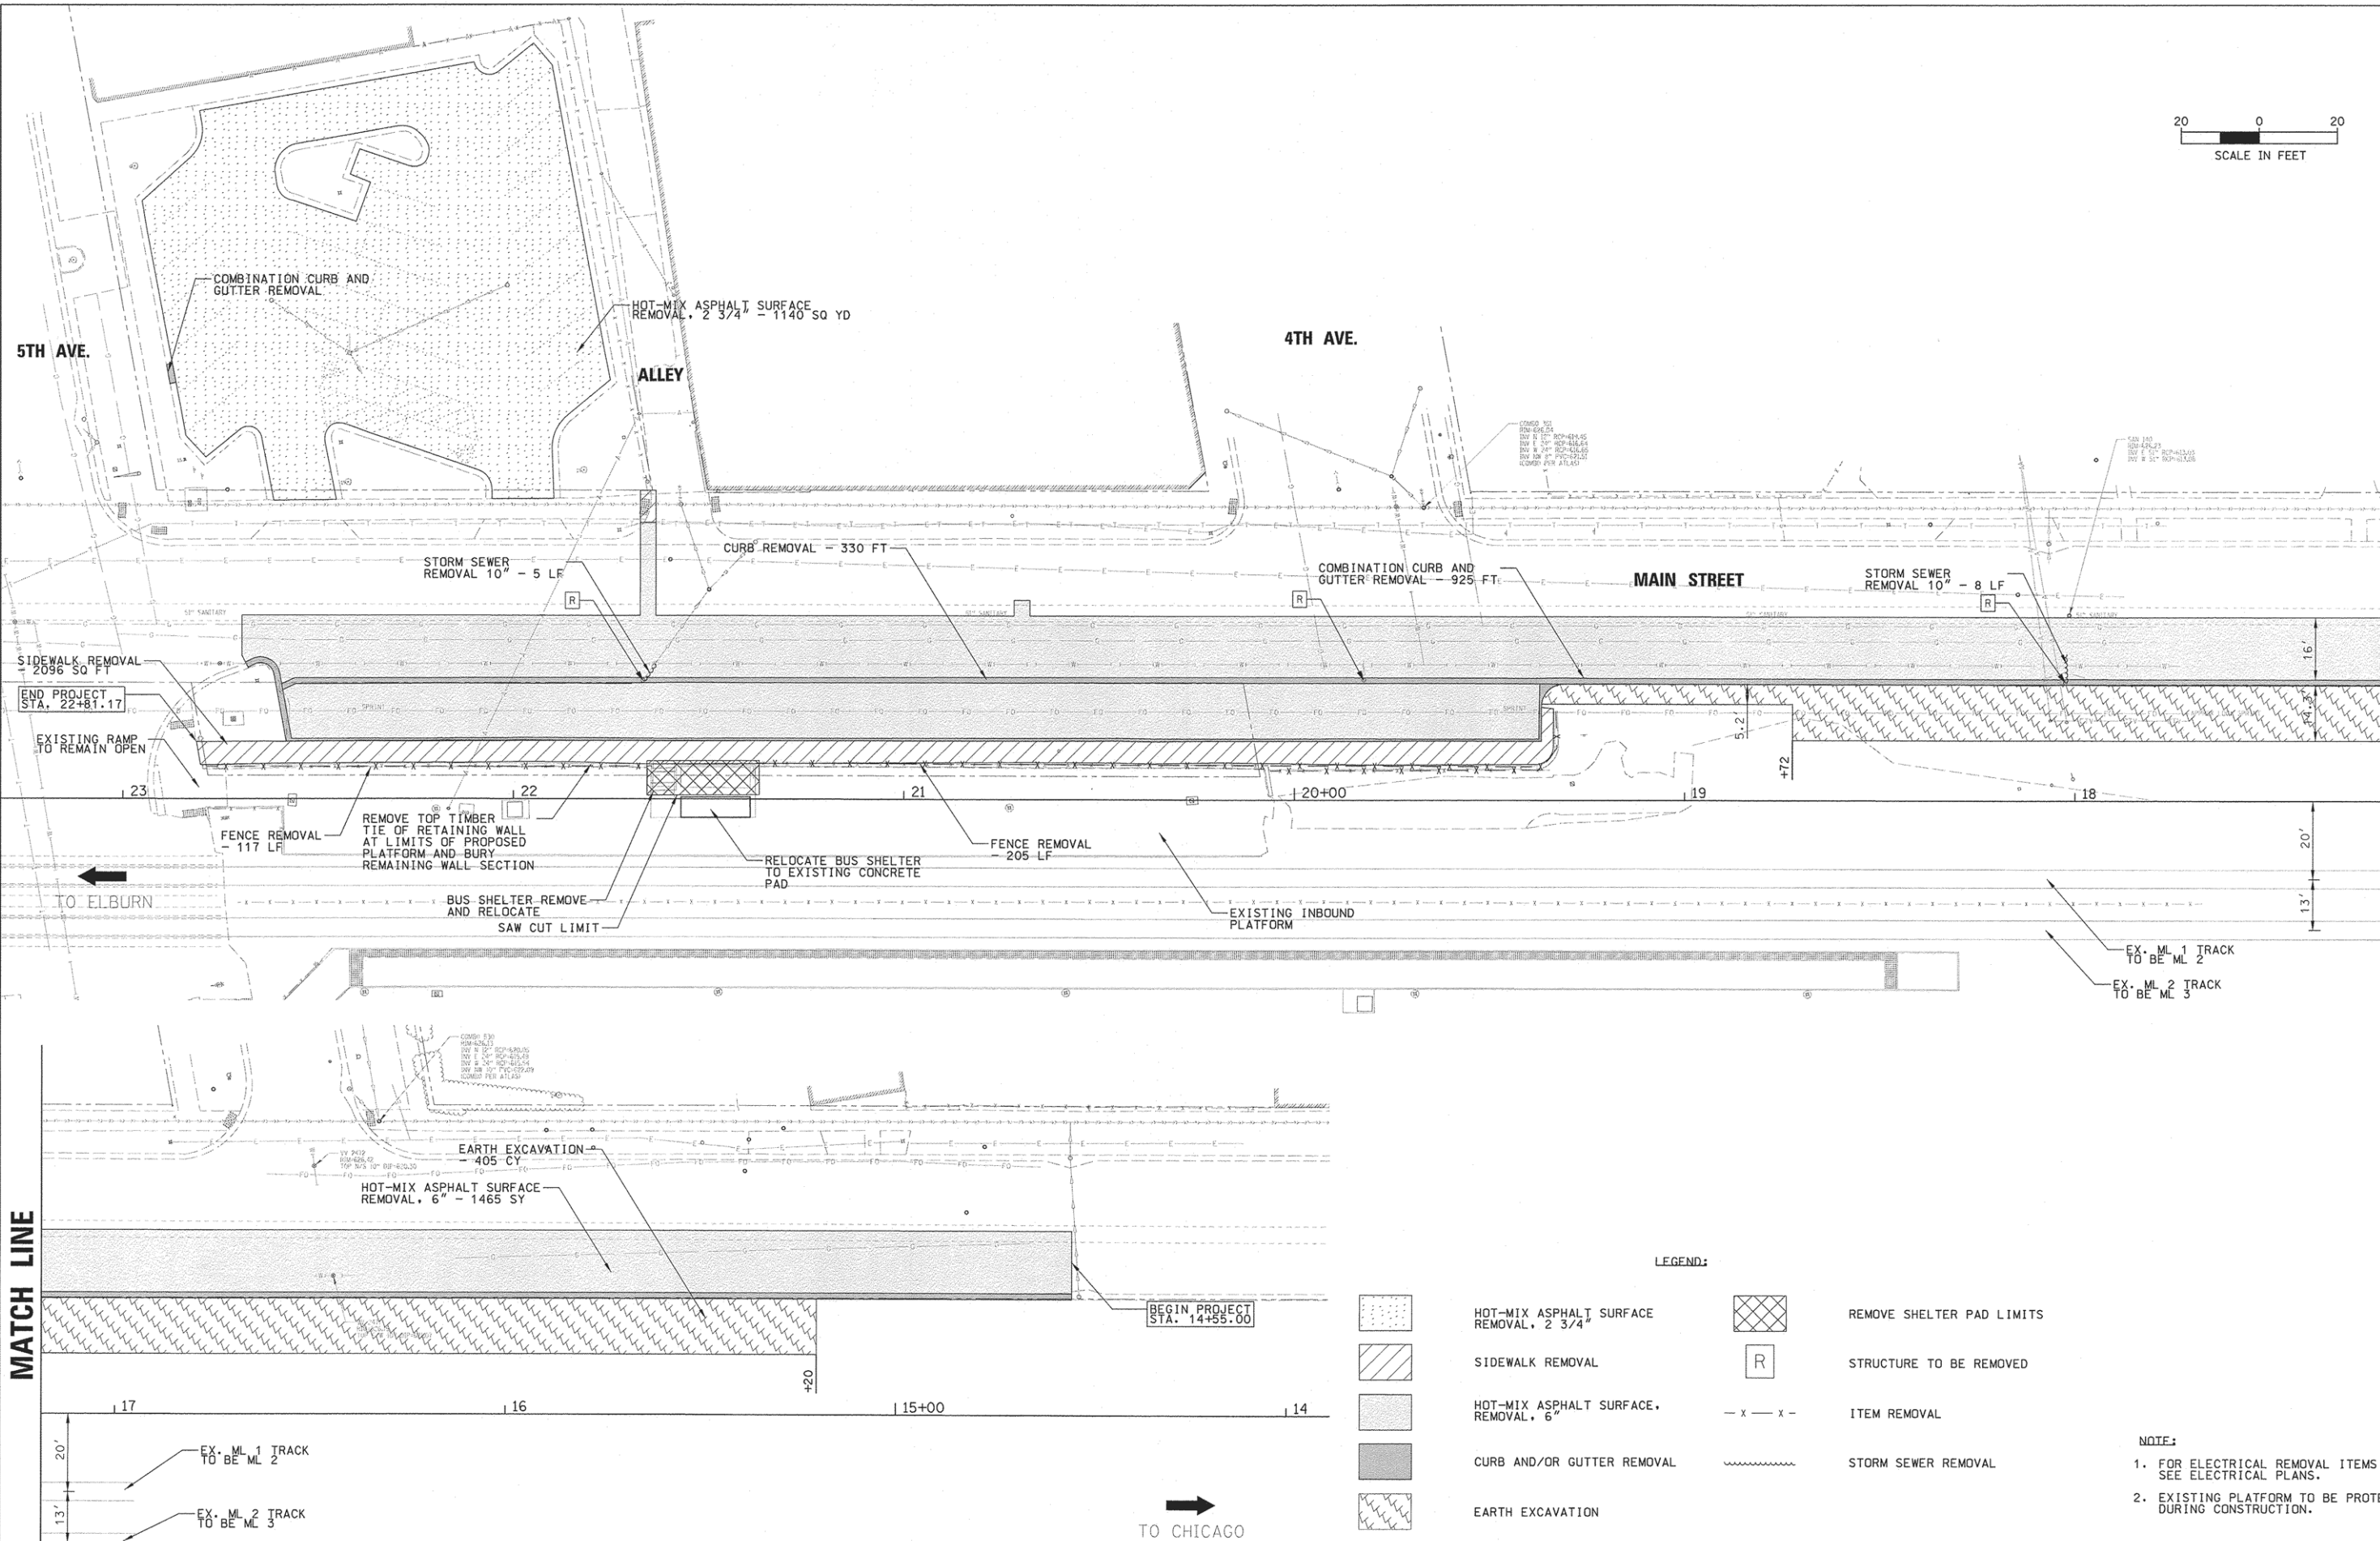 20 0 20
SCALE IN FEET
COMBINATION CURB AND
GUTTER REMOVAL
HOT-MIX ASPHALT SURFACE
REMOVAL, 2 3/4" - 1140 SQ YD
5TH AVE.
ALLEY
4TH AVE.
CURB REMOVAL - 330 FT
STORM SEWER
REMOVAL 10" - 5 LF
R
COMBINATION CURB AND
GUTTER REMOVAL - 925 FT
R
MAIN STREET
STORM SEWER
REMOVAL 10" - 8 LF
R
51" SANITARY
51" SANITARY
51" SANITARY
16'
SIDEWALK REMOVAL
2096 SQ FT
END PROJECT
STA. 22+81.17
SPRINT
SPRINT
14.3'
5.2'
EXISTING RAMP
TO REMAIN OPEN
+72
23
22
21
20+00
19
18
FENCE REMOVAL
- 117 LF
REMOVE TOP TIMBER
TIE OF RETAINING WALL
AT LIMITS OF PROPOSED
PLATFORM AND BURY
REMAINING WALL SECTION
RELOCATE BUS SHELTER
TO EXISTING CONCRETE
PAD
FENCE REMOVAL
- 205 LF
20'
TO ELBURN
BUS SHELTER REMOVE
AND RELOCATE
SAW CUT LIMIT
EXISTING INBOUND
PLATFORM
13'
EX. ML 1 TRACK
TO BE ML 2
EX. ML 2 TRACK
TO BE ML 3
MATCH LINE
EARTH EXCAVATION
- 405 CY
HOT-MIX ASPHALT SURFACE
REMOVAL, 6" - 1465 SY
BEGIN PROJECT
STA. 14+55.00
+20
17
16
15+00
14
20'
EX. ML 1 TRACK
TO BE ML 2
13'
EX. ML 2 TRACK
TO BE ML 3
TO CHICAGO
LEGEND:
HOT-MIX ASPHALT SURFACE
REMOVAL, 2 3/4"
REMOVE SHELTER PAD LIMITS
SIDEWALK REMOVAL
R
STRUCTURE TO BE REMOVED
HOT-MIX ASPHALT SURFACE,
REMOVAL, 6"
ITEM REMOVAL
CURB AND/OR GUTTER REMOVAL
STORM SEWER REMOVAL
EARTH EXCAVATION
NOTE:
1. FOR ELECTRICAL REMOVAL ITEMS
SEE ELECTRICAL PLANS.
2. EXISTING PLATFORM TO BE PROTE
DURING CONSTRUCTION.